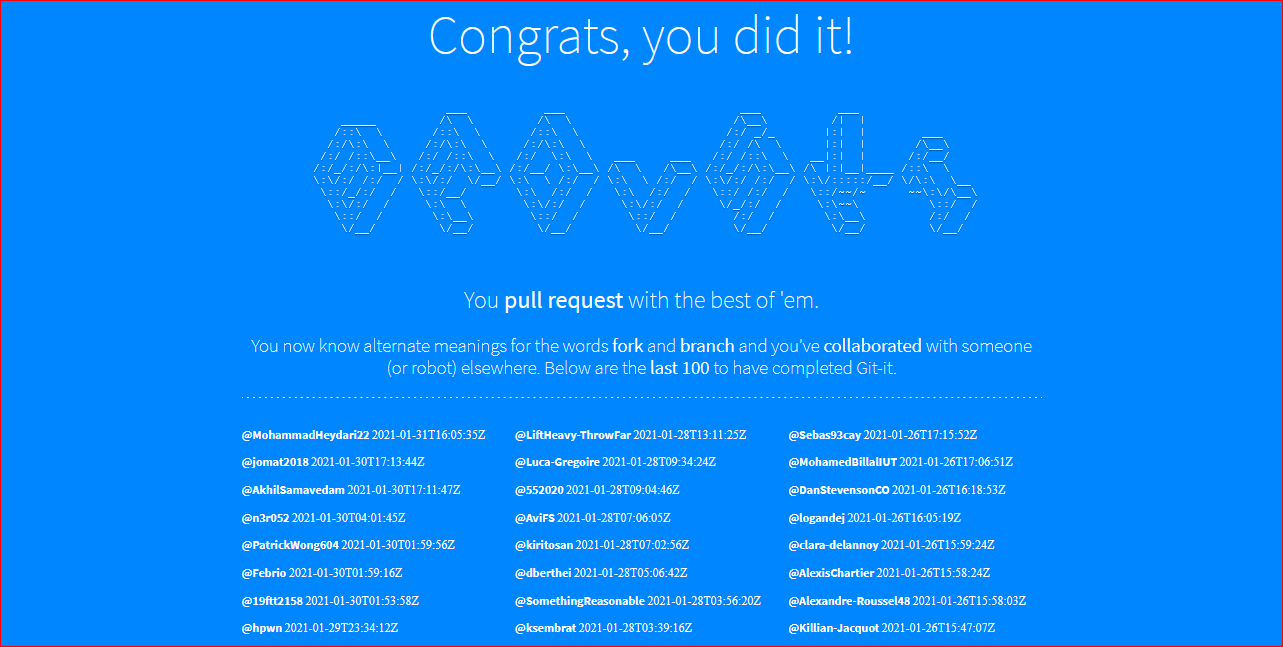 Congrats, you did it!
You pull request with the best of 'em.
You now know alternate meanings for the words fork and branch and you've collaborated with someone
(or robot) elsewhere. Below are the last 100 to have completed Git-it.
@MohammadHeydari22 2021-01-31T16:05:35Z
@jomat2018 2021-01-30T17:13:44Z
@AkhilSamavedam 2021-01-30T17:11:47Z
@n3r052 2021-01-30T04:01:45Z
@PatrickWong604 2021-01-30T01:59:56Z
@Febrio 2021-01-30T01:59:16Z
@19ftt2158 2021-01-30T01:53:58Z
@hpwn 2021-01-29T23:34:12Z
@LiftHeavy-ThrowFar 2021-01-28T13:11:25Z
@Luca-Gregoire 2021-01-28T09:34:24Z
@552020 2021-01-28T09:04:46Z
@AviFS 2021-01-28T07:06:05Z
@kiritosan 2021-01-28T07:02:56Z
@dberthei 2021-01-28T05:06:42Z
@SomethingReasonable 2021-01-28T03:56:20Z
@ksembrat 2021-01-28T03:39:16Z
@Sebas93cay 2021-01-26T17:15:52Z
@MohamedBillalIUT 2021-01-26T17:06:51Z
@DanStevensonCO 2021-01-26T16:18:53Z
@logandej 2021-01-26T16:05:19Z
@clara-delannoy 2021-01-26T15:59:24Z
@AlexisChartier 2021-01-26T15:58:24Z
@Alexandre-Roussel48 2021-01-26T15:58:03Z
@Killian-Jacquot 2021-01-26T15:47:07Z